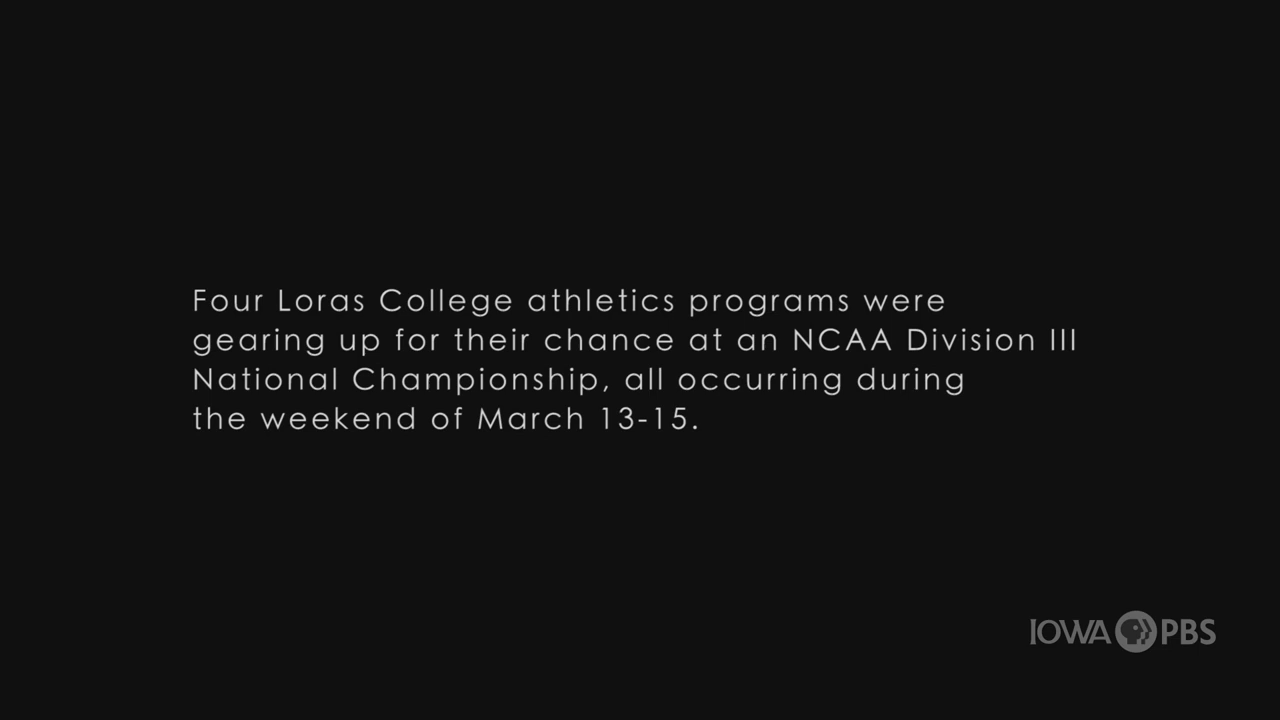 Four Loras College athletics programs were
gearing up for their chance at an NCAA Division III
National Championship, all occurring during
the weekend of March 13-15.
IOWA PBS